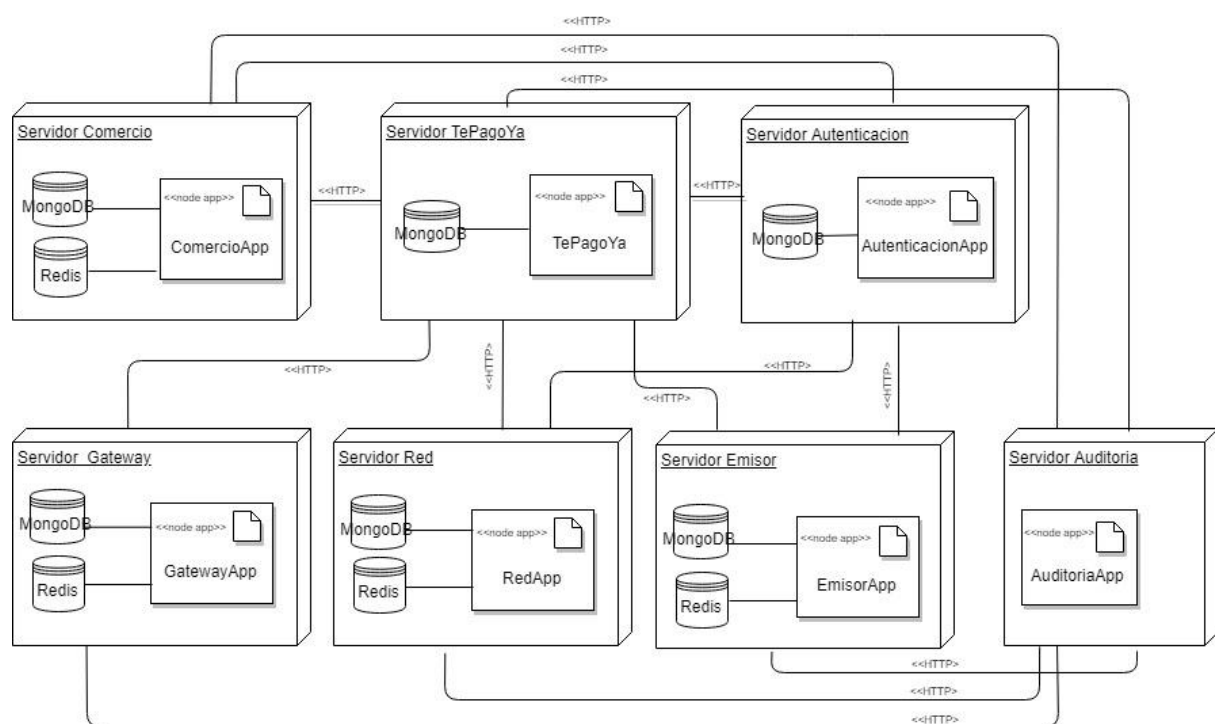 <<HTTP>
<<HTTP>
<<HTTP>
Servidor Comercio
MongoDB
Redis
<<node app>>
ComercioApp
<<HTTP>
Servidor TePagoYa
MongoDB
<<node app>>
TePagoYa
<<HTTP>
Servidor Autenticacion
MongoDB
<<node app>>
AutenticacionApp
<<HTTP>
<<HTTP>
<<HTTP>
<<HTTP>
<<HTTP>
Servidor Gateway
MongoDB
Redis
<<node app>>
GatewayApp
Servidor Red
MongoDB
Redis
<<node app>>
RedApp
Servidor Emisor
MongoDB
Redis
<<node app>>
EmisorApp
Servidor Auditoria
<<node app>>
AuditoriaApp
<<HTTP>
<<HTTP>
<<HTTP>